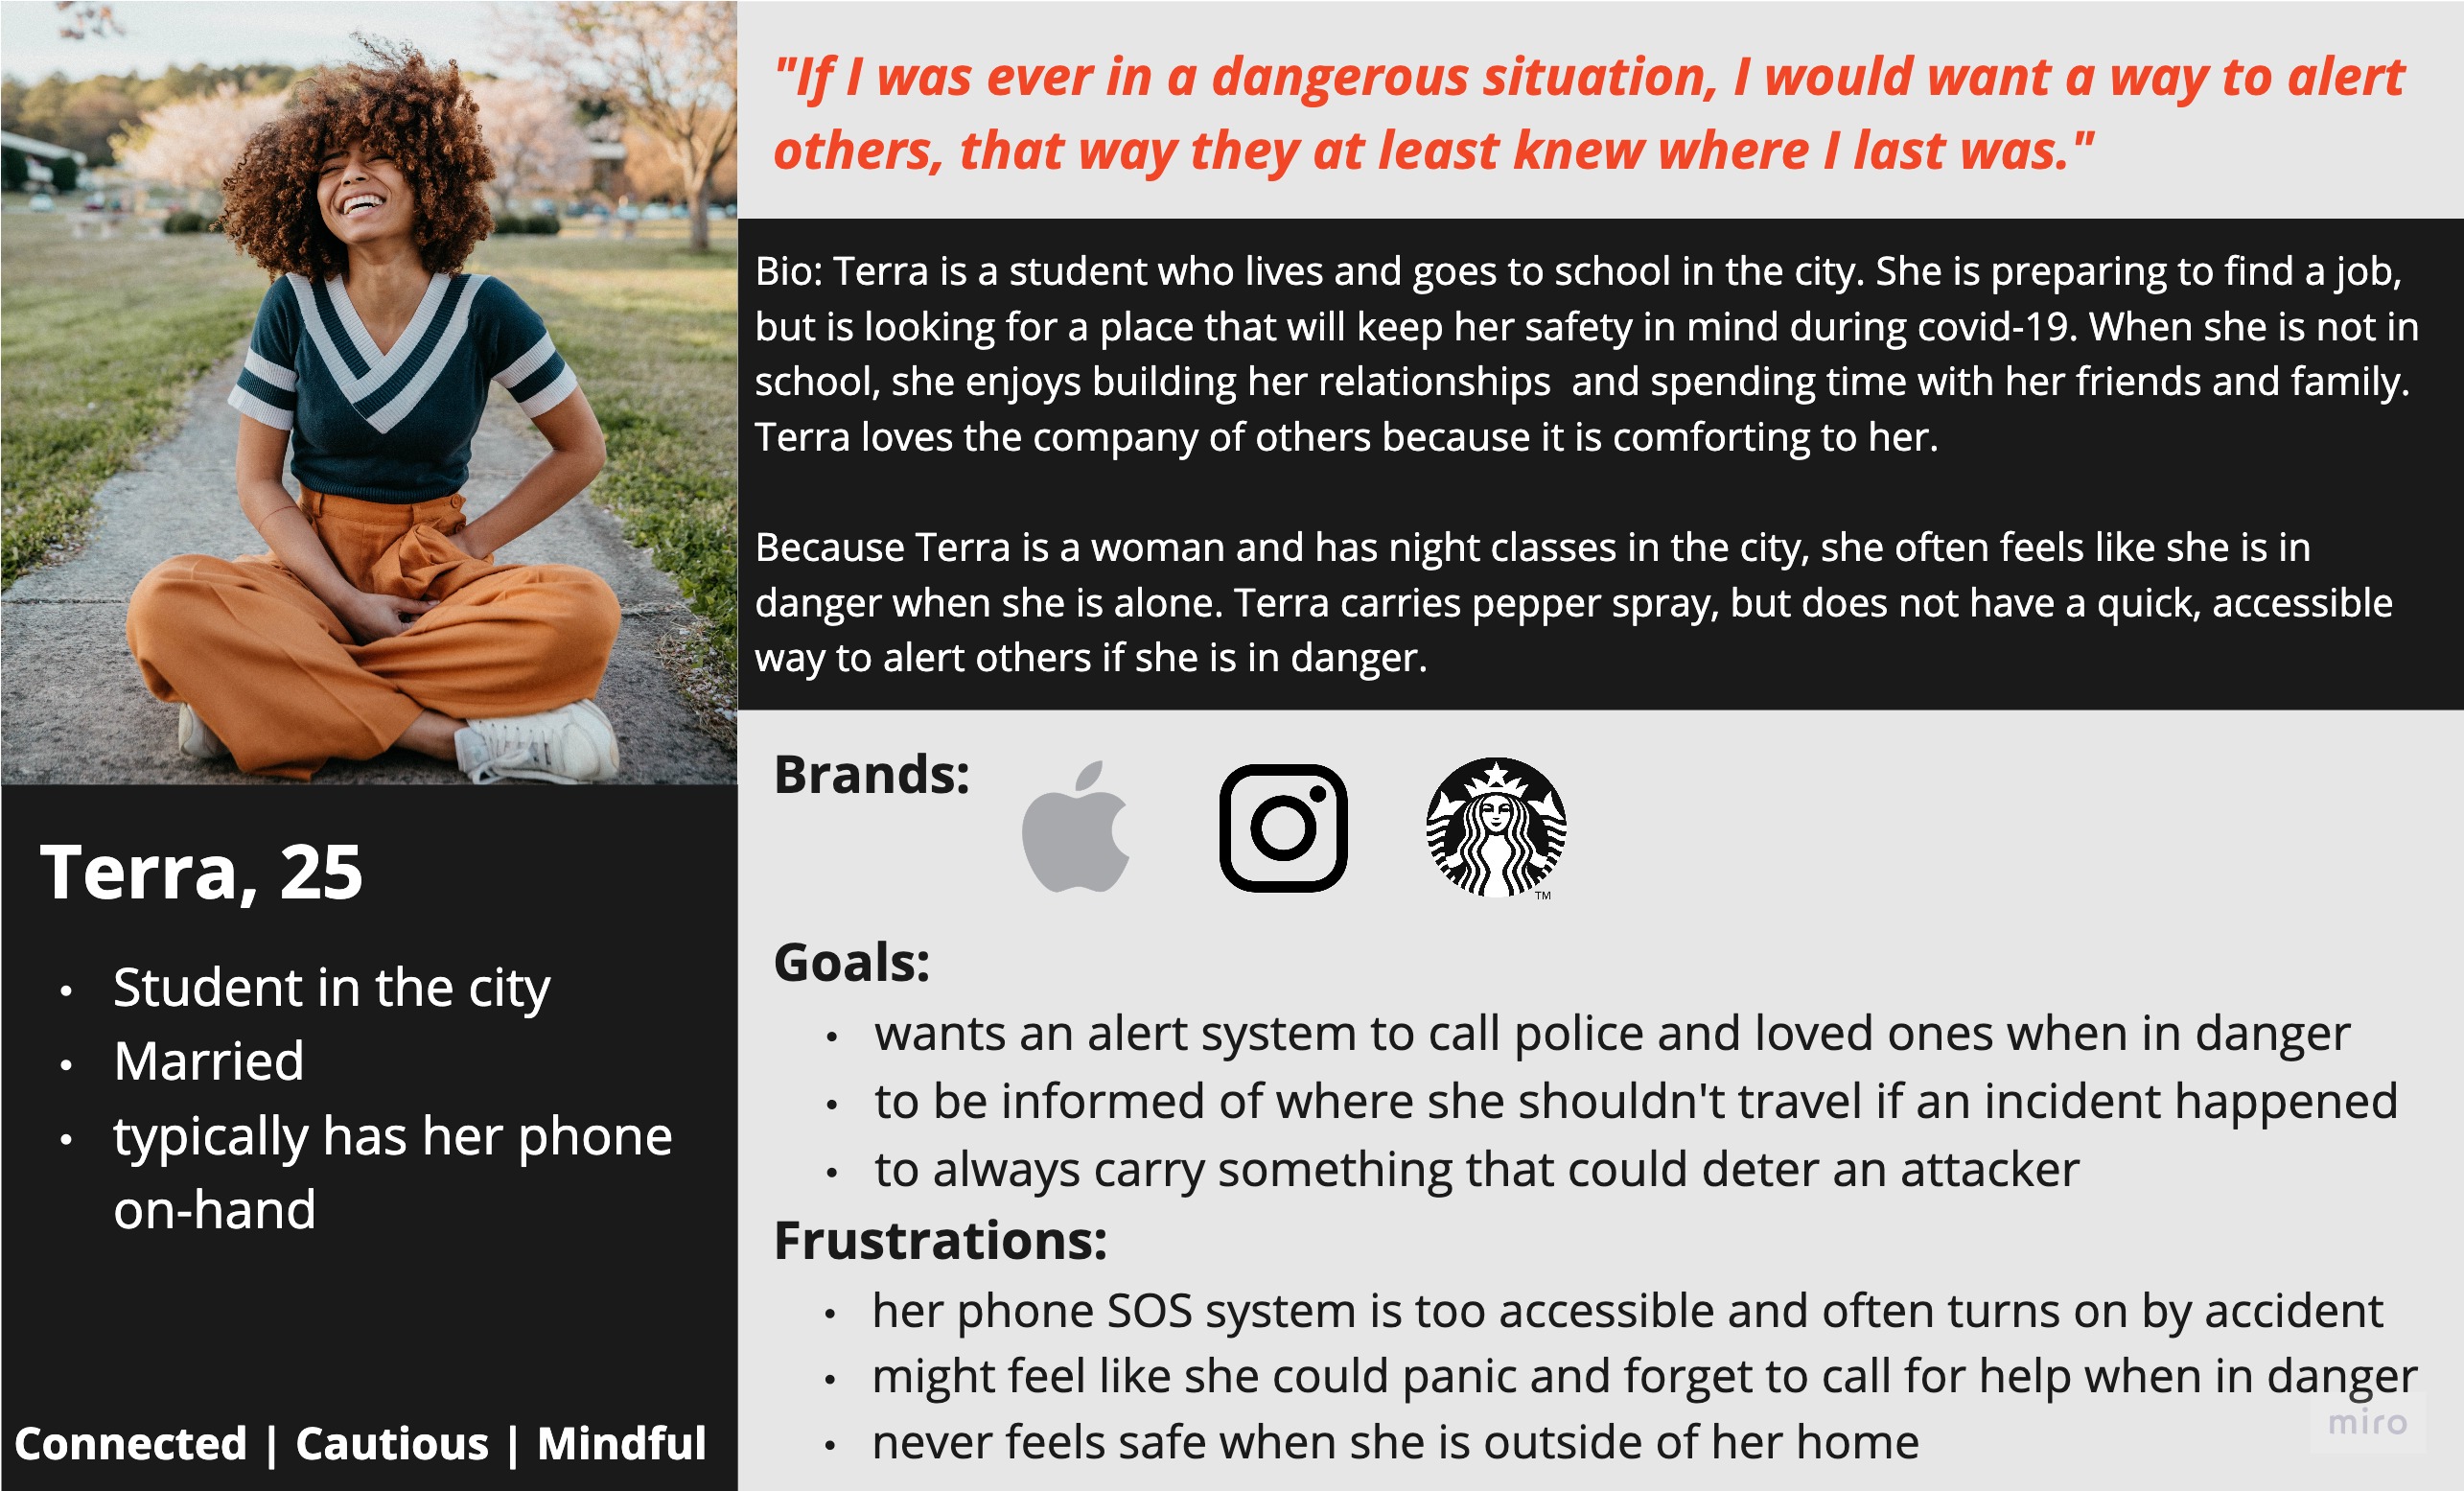 "If I was ever in a dangerous situation, I would want a way to alert
others, that way they at least knew where I last was."
Bio: Terra is a student who lives and goes to school in the city. She is preparing to find a job,
but is looking for a place that will keep her safety in mind during covid-19. When she is not in
school, she enjoys building her relationships  and spending time with her friends and family.
Terra loves the company of others because it is comforting to her.
Because Terra is a woman and has night classes in the city, she often feels like she is in
danger when she is alone. Terra carries pepper spray, but does not have a quick, accessible
way to alert others if she is in danger.
Terra, 25
• Student in the city
• Married
• typically has her phone
on-hand
Connected | Cautious | Mindful
Brands:
TM
Goals:
• wants an alert system to call police and loved ones when in danger
• to be informed of where she shouldn't travel if an incident happened
• to always carry something that could deter an attacker
Frustrations:
• her phone SOS system is too accessible and often turns on by accident
• might feel like she could panic and forget to call for help when in danger
• never feels safe when she is outside of her home
miro